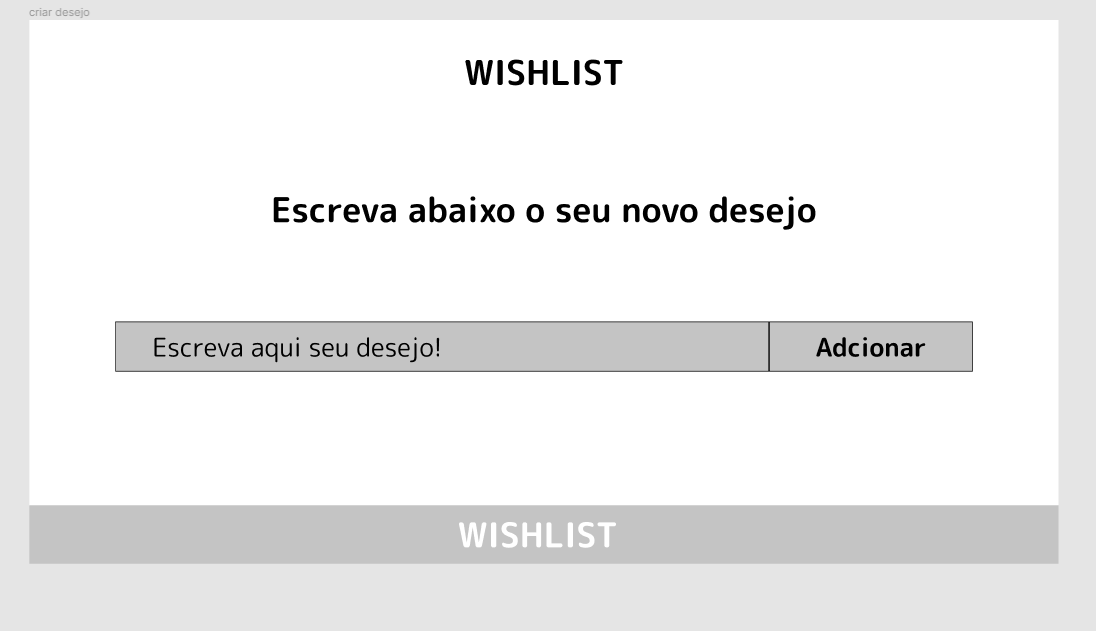 criar desejo
WISHLIST
Escreva abaixo o seu novo desejo
Escreva aqui seu desejo!
Adcionar
WISHLIST